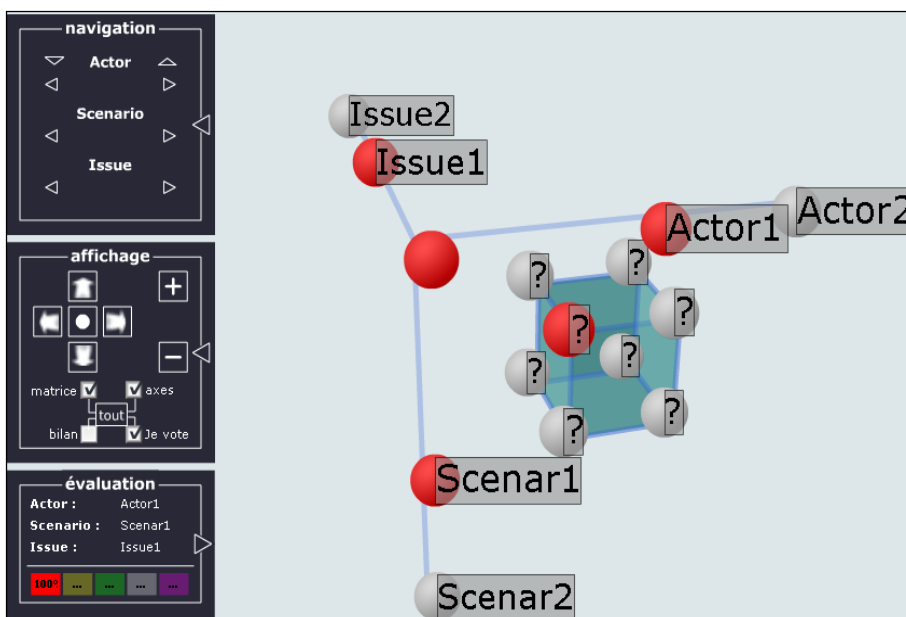 navigation
Actor
Scenario
Issue
affichage
+
−
matrice
axes
tout
bilan
Je vote
évaluation
Actor : Actor1
Scenario : Scenar1
Issue : Issue1
100° ... ... ... ...
Issue2
Issue1
Actor2
Actor1
?
?
?
?
?
?
?
?
Scenar1
Scenar2